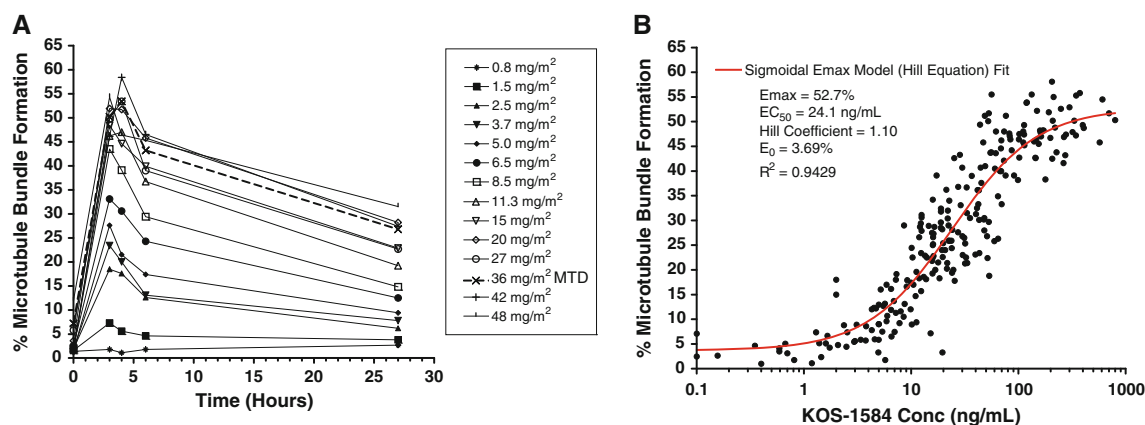 A
% Microtubule Bundle Formation
65
60
55
50
45
40
35
30
25
20
15
10
5
0
0
5
10
15
20
25
30
Time (Hours)
0.8 mg/m²
1.5 mg/m²
2.5 mg/m²
3.7 mg/m²
5.0 mg/m²
6.5 mg/m²
8.5 mg/m²
11.3 mg/m²
15 mg/m²
20 mg/m²
27 mg/m²
36 mg/m² MTD
42 mg/m²
48 mg/m²
B
% Microtubule Bundle Formation
65
60
55
50
45
40
35
30
25
20
15
10
5
0
Sigmoidal Emax Model (Hill Equation) Fit
Emax = 52.7%
EC₅₀ = 24.1 ng/mL
Hill Coefficient = 1.10
E₀ = 3.69%
R² = 0.9429
0.1
1
10
100
1000
KOS-1584 Conc (ng/mL)